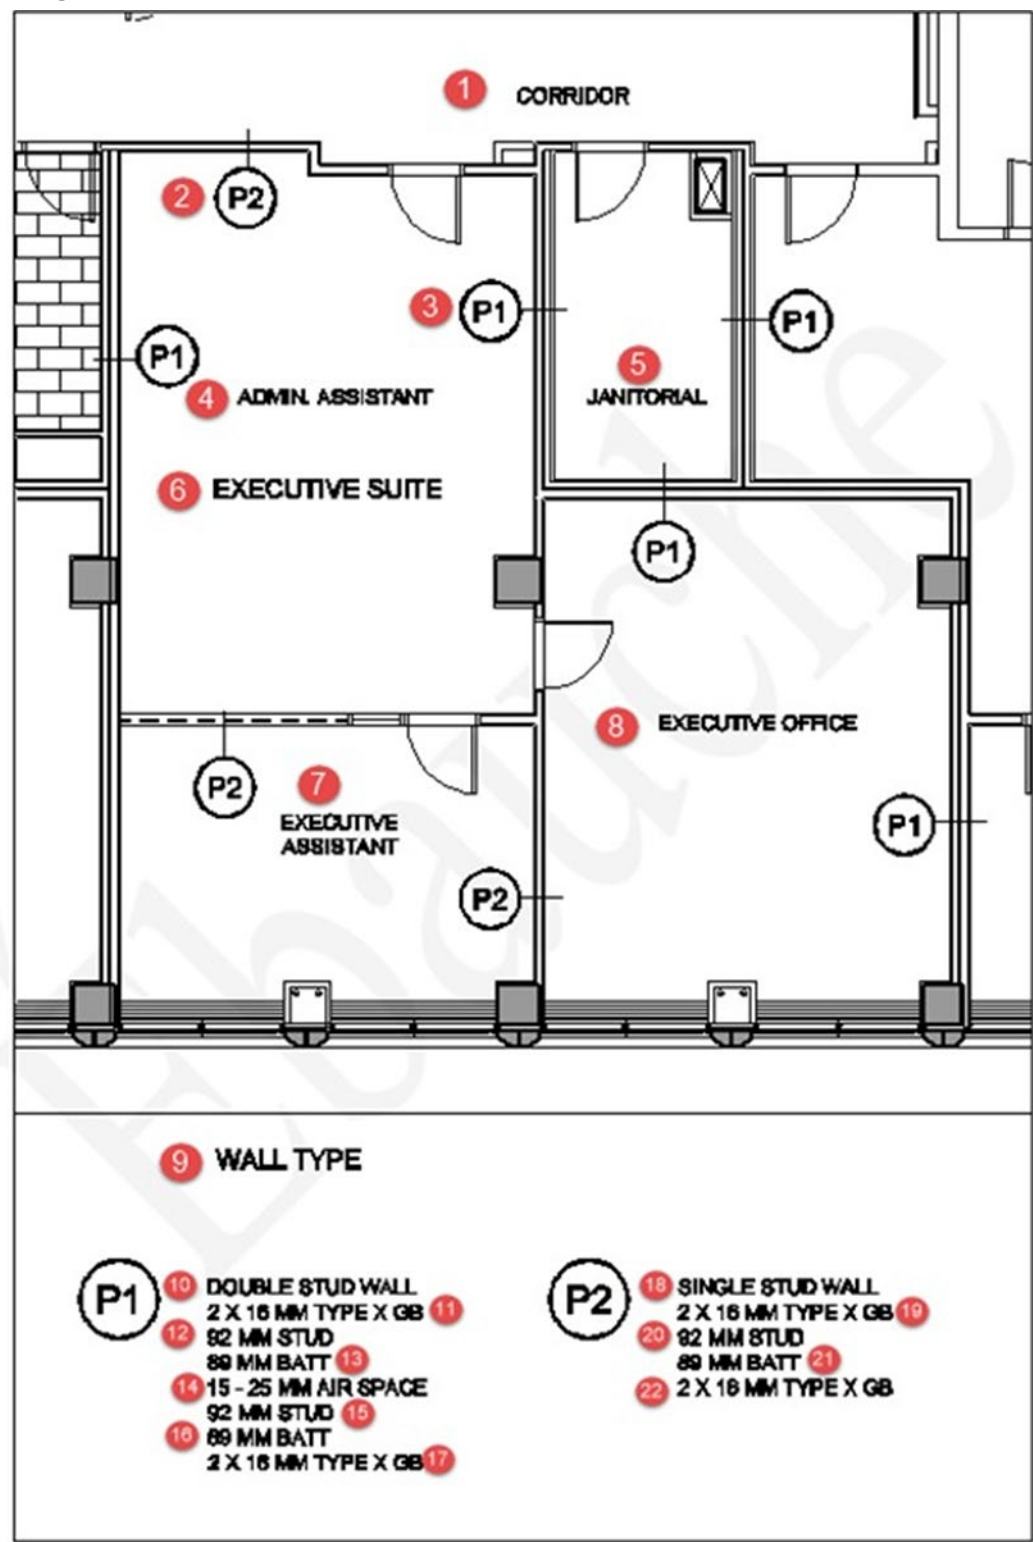 1 CORRIDOR
2 P2
3 P1
P1
P1
4 ADMIN. ASSISTANT
5
JANITORIAL
6 EXECUTIVE SUITE
P1
8 EXECUTIVE OFFICE
P2
7
EXECUTIVE
ASSISTANT
P1
P2
Ebauche
9 WALL TYPE
P1
10 DOUBLE STUD WALL
2 X 16 MM TYPE X GB 11
12 92 MM STUD
89 MM BATT 13
14 15 - 25 MM AIR SPACE
92 MM STUD 15
16 89 MM BATT
2 X 16 MM TYPE X GB 17
P2
18 SINGLE STUD WALL
2 X 16 MM TYPE X GB 19
20 92 MM STUD
89 MM BATT 21
22 2 X 16 MM TYPE X GB